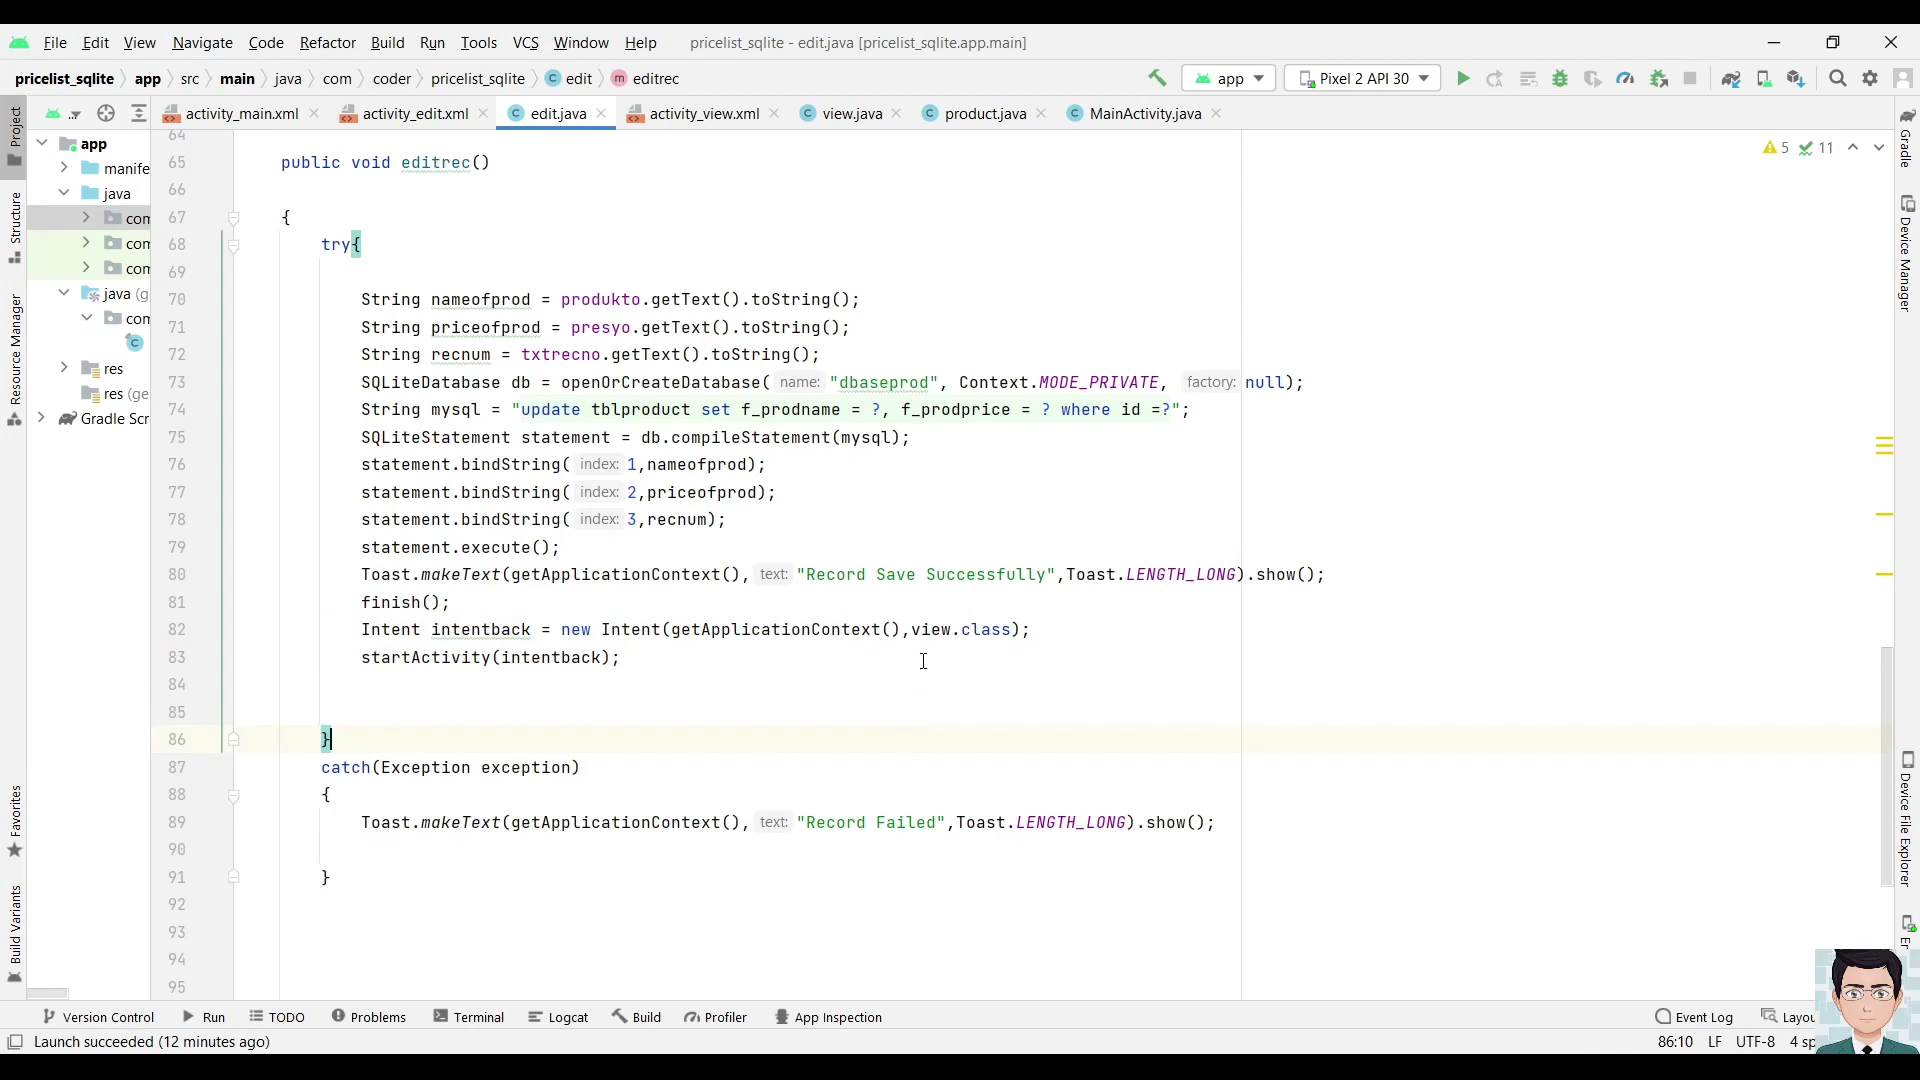 File Edit View Navigate Code Refactor Build Run Tools VCS Window Help pricelist_sqlite - edit.java [pricelist_sqlite.app.main]
pricelist_sqlite app src main java com coder pricelist_sqlite edit editrec app Pixel 2 API 30
activity_main.xml activity_edit.xml edit.java activity_view.xml view.java product.java MainActivity.java
Project
Structure
Resource Manager
Favorites
Build Variants
app
manife
java
com
com
com
java (g
com
res
res (ge
Gradle Scr
5 11
64
65 public void editrec()
66
67 {
68 try{
69
70 String nameofprod = produkto.getText().toString();
71 String priceofprod = presyo.getText().toString();
72 String recnum = txtrecno.getText().toString();
73 SQLiteDatabase db = openOrCreateDatabase( name: "dbaseprod", Context.MODE_PRIVATE, factory: null);
74 String mysql = "update tblproduct set f_prodname = ?, f_prodprice = ? where id =?";
75 SQLiteStatement statement = db.compileStatement(mysql);
76 statement.bindString( index: 1,nameofprod);
77 statement.bindString( index: 2,priceofprod);
78 statement.bindString( index: 3,recnum);
79 statement.execute();
80 Toast.makeText(getApplicationContext(), text: "Record Save Successfully",Toast.LENGTH_LONG).show();
81 finish();
82 Intent intentback = new Intent(getApplicationContext(),view.class);
83 startActivity(intentback);
84
85
86 }
87 catch(Exception exception)
88 {
89 Toast.makeText(getApplicationContext(), text: "Record Failed",Toast.LENGTH_LONG).show();
90
91 }
92
93
94
95
Gradle
Device Manager
Device File Explorer
Version Control Run TODO Problems Terminal Logcat Build Profiler App Inspection Event Log Layou
Launch succeeded (12 minutes ago) 86:10 LF UTF-8 4 sp